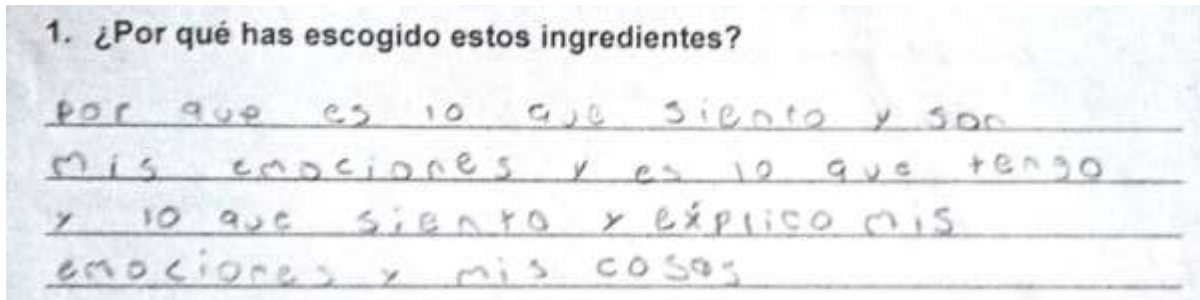 1. ¿Por qué has escogido estos ingredientes?
por que es lo que siento y son
mis emociones y es lo que tengo
y lo que siento y explico mis
emociones y mis cosas